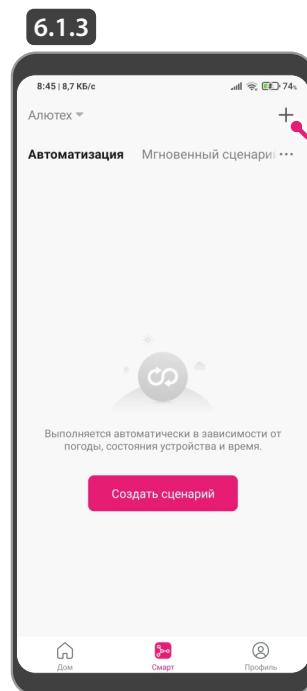 6.1.3
8:45 | 8,7 КБ/с 74%
Алютех
Автоматизация Мгновенный сценари
Выполняется автоматически в зависимости от
погоды, состояния устройства и время.
Создать сценарий
Дом Смарт Профиль